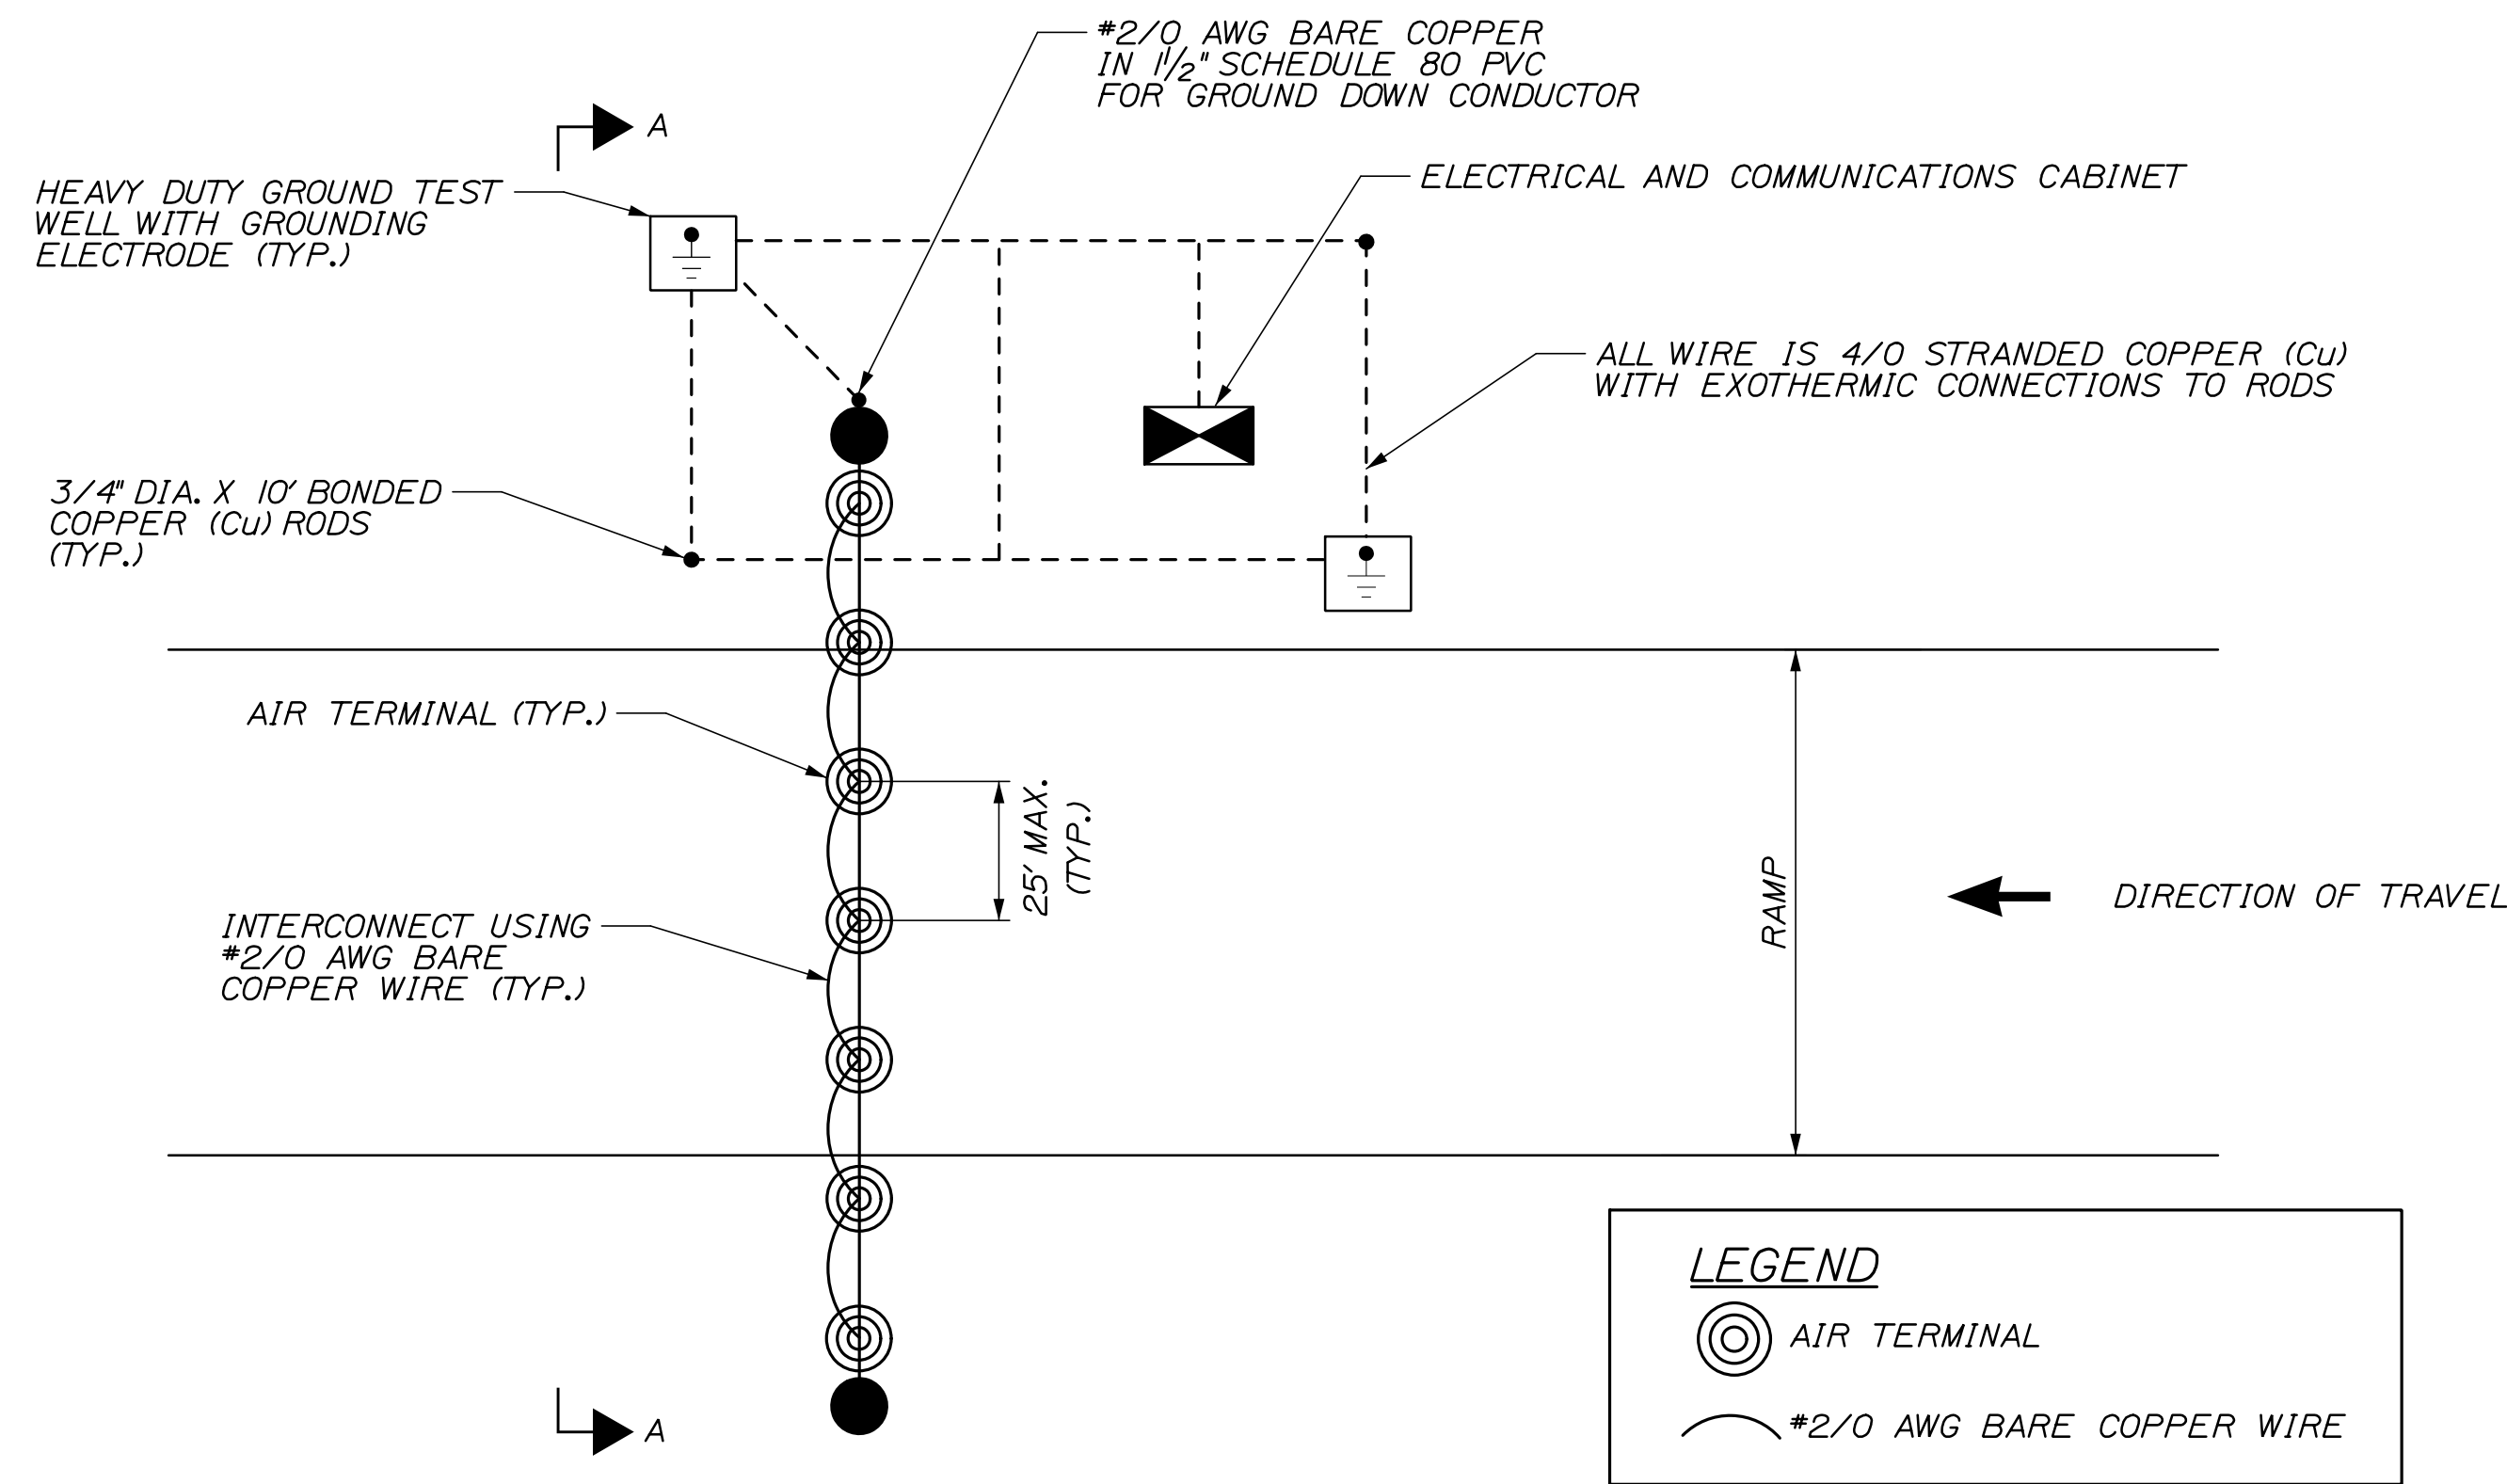 #2/0 AWG BARE COPPER
IN 1 1/2" SCHEDULE 80 PVC
FOR GROUND DOWN CONDUCTOR
A
HEAVY DUTY GROUND TEST
WELL WITH GROUNDING
ELECTRODE (TYP.)
ELECTRICAL AND COMMUNICATIONS CABINET
ALL WIRE IS 4/0 STRANDED COPPER (Cu)
WITH EXOTHERMIC CONNECTIONS TO RODS
3/4" DIA. X 10' BONDED
COPPER (Cu) RODS
(TYP.)
AIR TERMINAL (TYP.)
25' MAX.
(TYP.)
RAMP
DIRECTION OF TRAVEL
INTERCONNECT USING
#2/0 AWG BARE
COPPER WIRE (TYP.)
LEGEND
AIR TERMINAL
#2/0 AWG BARE COPPER WIRE
A